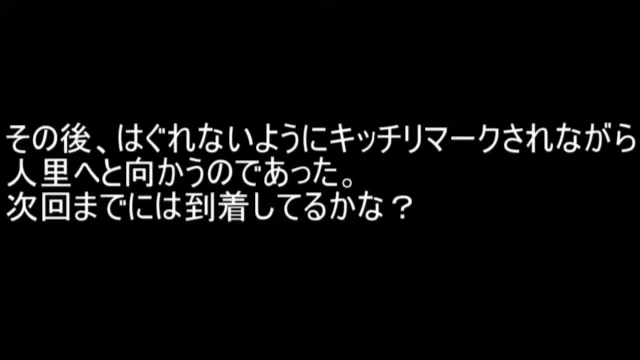 その後、はぐれないようにキッチリマークされながら
人里へと向かうのであった。
次回までには到着してるかな？